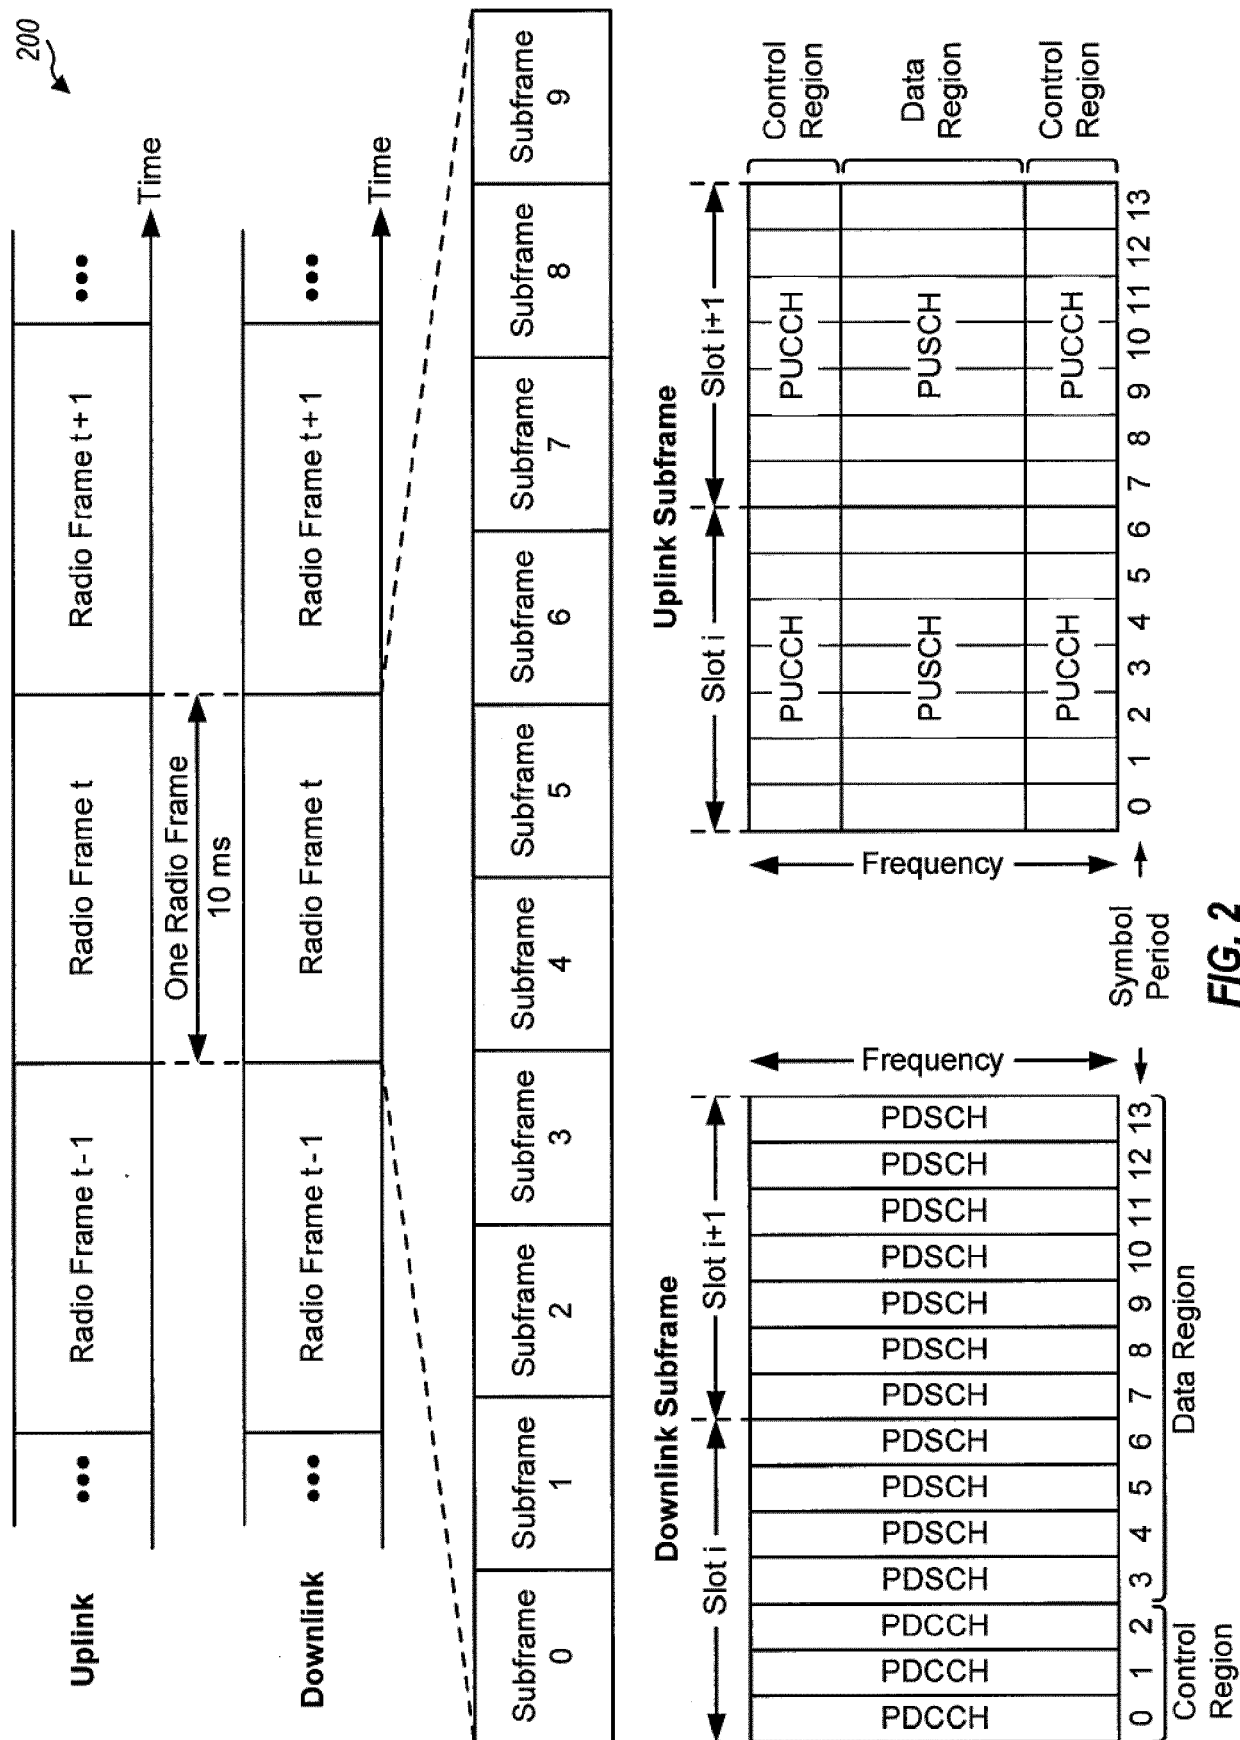 200
Uplink
•••
Radio Frame t-1
Radio Frame t
Radio Frame t+1
•••
Time
One Radio Frame
10 ms
Downlink
•••
Radio Frame t-1
Radio Frame t
Radio Frame t+1
•••
Time
Subframe
0
Subframe
1
Subframe
2
Subframe
3
Subframe
4
Subframe
5
Subframe
6
Subframe
7
Subframe
8
Subframe
9
Downlink Subframe
Slot i
Slot i+1
PDCCH
PDCCH
PDCCH
PDSCH
PDSCH
PDSCH
PDSCH
PDSCH
PDSCH
PDSCH
PDSCH
PDSCH
PDSCH
PDSCH
Frequency
0 1 2 3 4 5 6 7 8 9 10 11 12 13
Control
Region
Data Region
Symbol
Period
Uplink Subframe
Slot i
Slot i+1
Frequency
PUCCH
PUCCH
Control
Region
PUSCH
PUSCH
Data
Region
PUCCH
PUCCH
Control
Region
0 1 2 3 4 5 6 7 8 9 10 11 12 13
FIG. 2